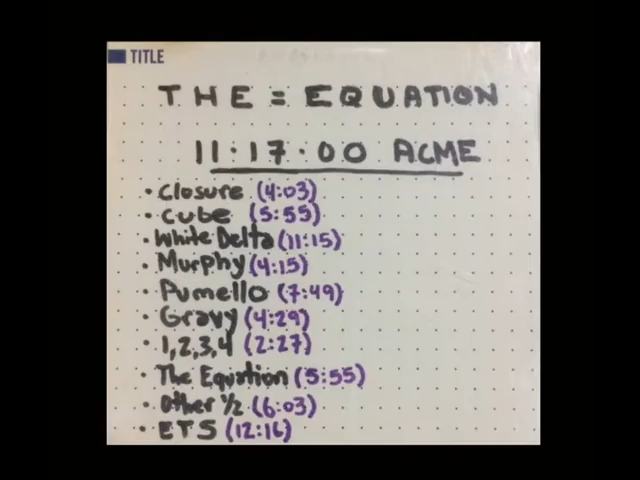 TITLE
THE = EQUATION
11·17·00 ACME
• Closure (4:03)
• Cube (5:55)
• White Delta (11:15)
• Murphy (4:15)
• Pumello (7:49)
• Gravy (4:29)
• 1,2,3,4 (2:27)
• The Equation (5:55)
• Other ½ (6:03)
• ETS (12:16)